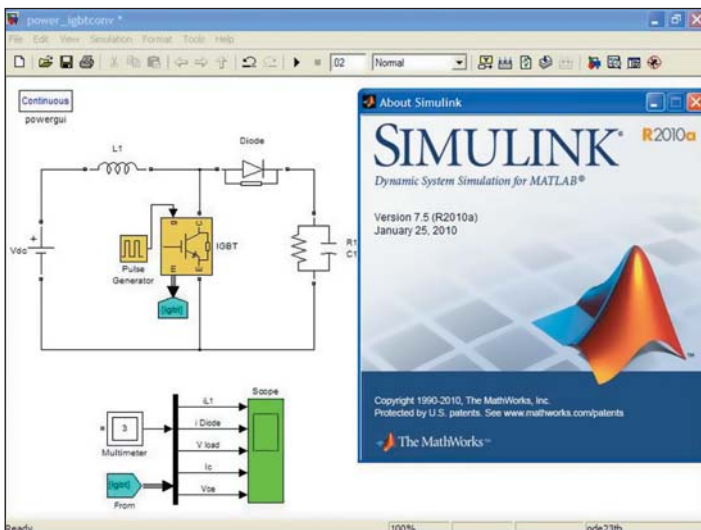 power_igbtconv *
File Edit View Simulation Format Tools Help
.02 Normal
Continuous
powergui
L1
Diode
Vdc
+
g C
E
m
IGBT
Pulse
Generator
[Igbt]
R1
C1
iL1
i Diode
V load
Ic
Vce
Scope
3
Multimeter
[Igbt]
From
About Simulink
SIMULINK®
R2010a
Dynamic System Simulation for MATLAB®
Version 7.5 (R2010a)
January 25, 2010
™
Copyright 1990-2010, The MathWorks, Inc.
Protected by U.S. patents. See www.mathworks.com/patents
The MathWorks™
Ready 100% ode23tb